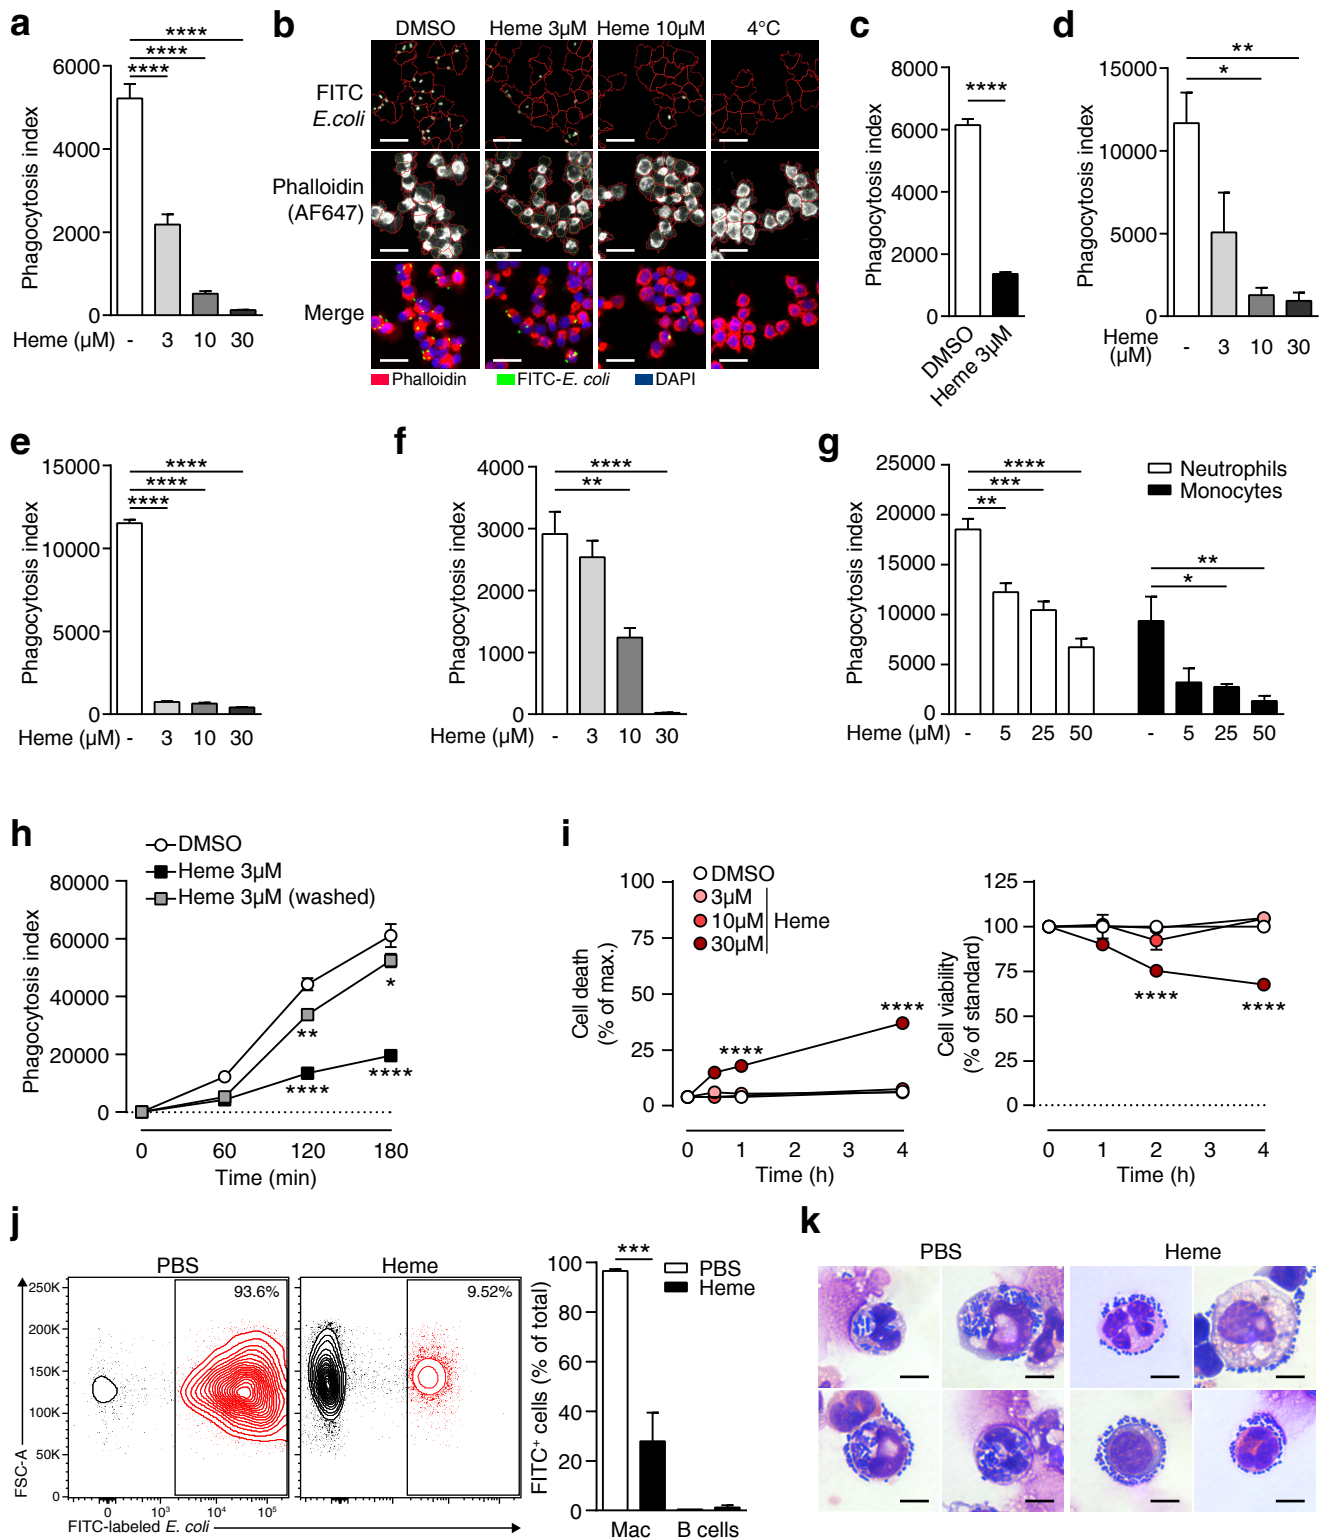 a
****
****
****
6000
4000
2000
0
Phagocytosis index
Heme (µM) - 3 10 30
b
DMSO Heme 3µM Heme 10µM 4°C
FITC
E.coli
Phalloidin
(AF647)
Merge
Phalloidin FITC-E. coli DAPI
c
****
8000
6000
4000
2000
0
Phagocytosis index
DMSO
Heme 3µM
d
**
*
15000
10000
5000
0
Phagocytosis index
Heme
(µM)
- 3 10 30
e
****
****
****
15000
10000
5000
0
Phagocytosis index
Heme (µM) - 3 10 30
f
****
**
4000
3000
2000
1000
0
Phagocytosis index
Heme (µM) - 3 10 30
g
Neutrophils
Monocytes
****
***
**
**
*
25000
20000
15000
10000
5000
0
Phagocytosis index
Heme (µM) - 5 25 50 - 5 25 50
h
DMSO
Heme 3µM
Heme 3µM (washed)
80000
60000
40000
20000
0
Phagocytosis index
*
**
****
****
0 60 120 180
Time (min)
i
DMSO
3µM
10µM
30µM
Heme
100
75
50
25
0
Cell death
(% of max.)
****
****
0 1 2 3 4
Time (h)
125
100
75
50
25
0
Cell viability
(% of standard)
****
****
0 1 2 3 4
Time (h)
j
PBS Heme
93.6%
9.52%
250K
200K
150K
100K
50K
0
FSC-A
0 10³ 10⁴ 10⁵
FITC-labeled E. coli
***
PBS
Heme
100
80
60
40
20
0
FITC⁺ cells (% of total)
Mac B cells
k
PBS Heme